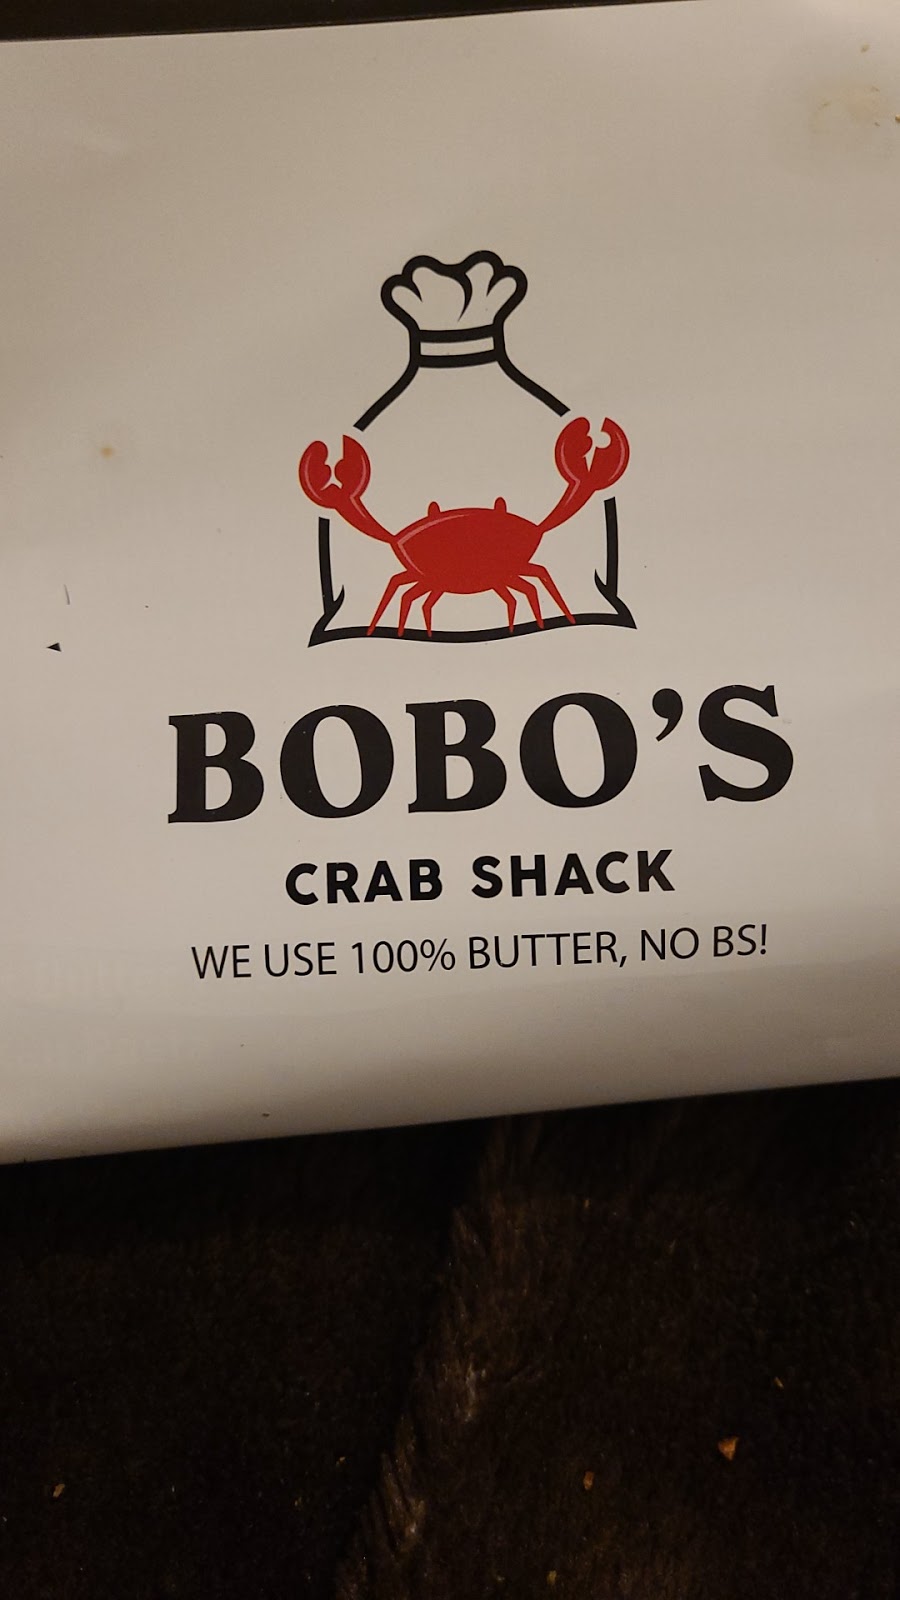 BOBO'S
CRAB SHACK
WE USE 100% BUTTER, NO BS!